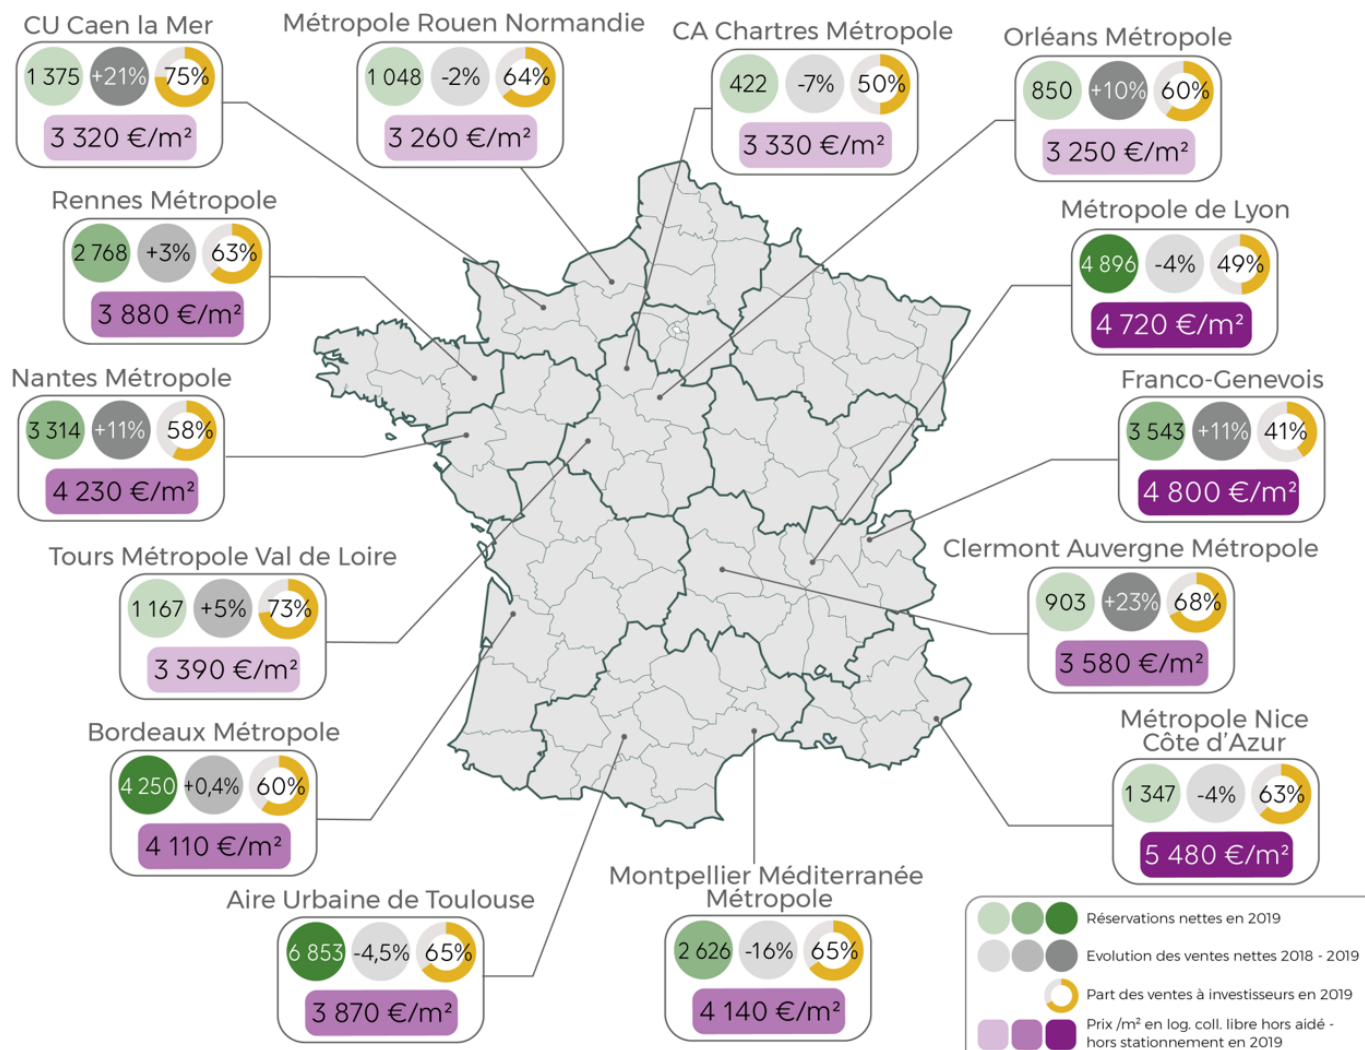 CU Caen la Mer
1 375
+21%
75%
3 320 €/m²
Métropole Rouen Normandie
1 048
-2%
64%
3 260 €/m²
CA Chartres Métropole
422
-7%
50%
3 330 €/m²
Orléans Métropole
850
+10%
60%
3 250 €/m²
Rennes Métropole
2 768
+3%
63%
3 880 €/m²
Métropole de Lyon
4 896
-4%
49%
4 720 €/m²
Nantes Métropole
3 314
+11%
58%
4 230 €/m²
Franco-Genevois
3 543
+11%
41%
4 800 €/m²
Tours Métropole Val de Loire
1 167
+5%
73%
3 390 €/m²
Clermont Auvergne Métropole
903
+23%
68%
3 580 €/m²
Bordeaux Métropole
4 250
+0,4%
60%
4 110 €/m²
Métropole Nice
Côte d'Azur
1 347
-4%
63%
5 480 €/m²
Aire Urbaine de Toulouse
6 853
-4,5%
65%
3 870 €/m²
Montpellier Méditerranée
Métropole
2 626
-16%
65%
4 140 €/m²
Réservations nettes en 2019
Evolution des ventes nettes 2018 - 2019
Part des ventes à investisseurs en 2019
Prix /m² en log. coll. libre hors aidé -
hors stationnement en 2019